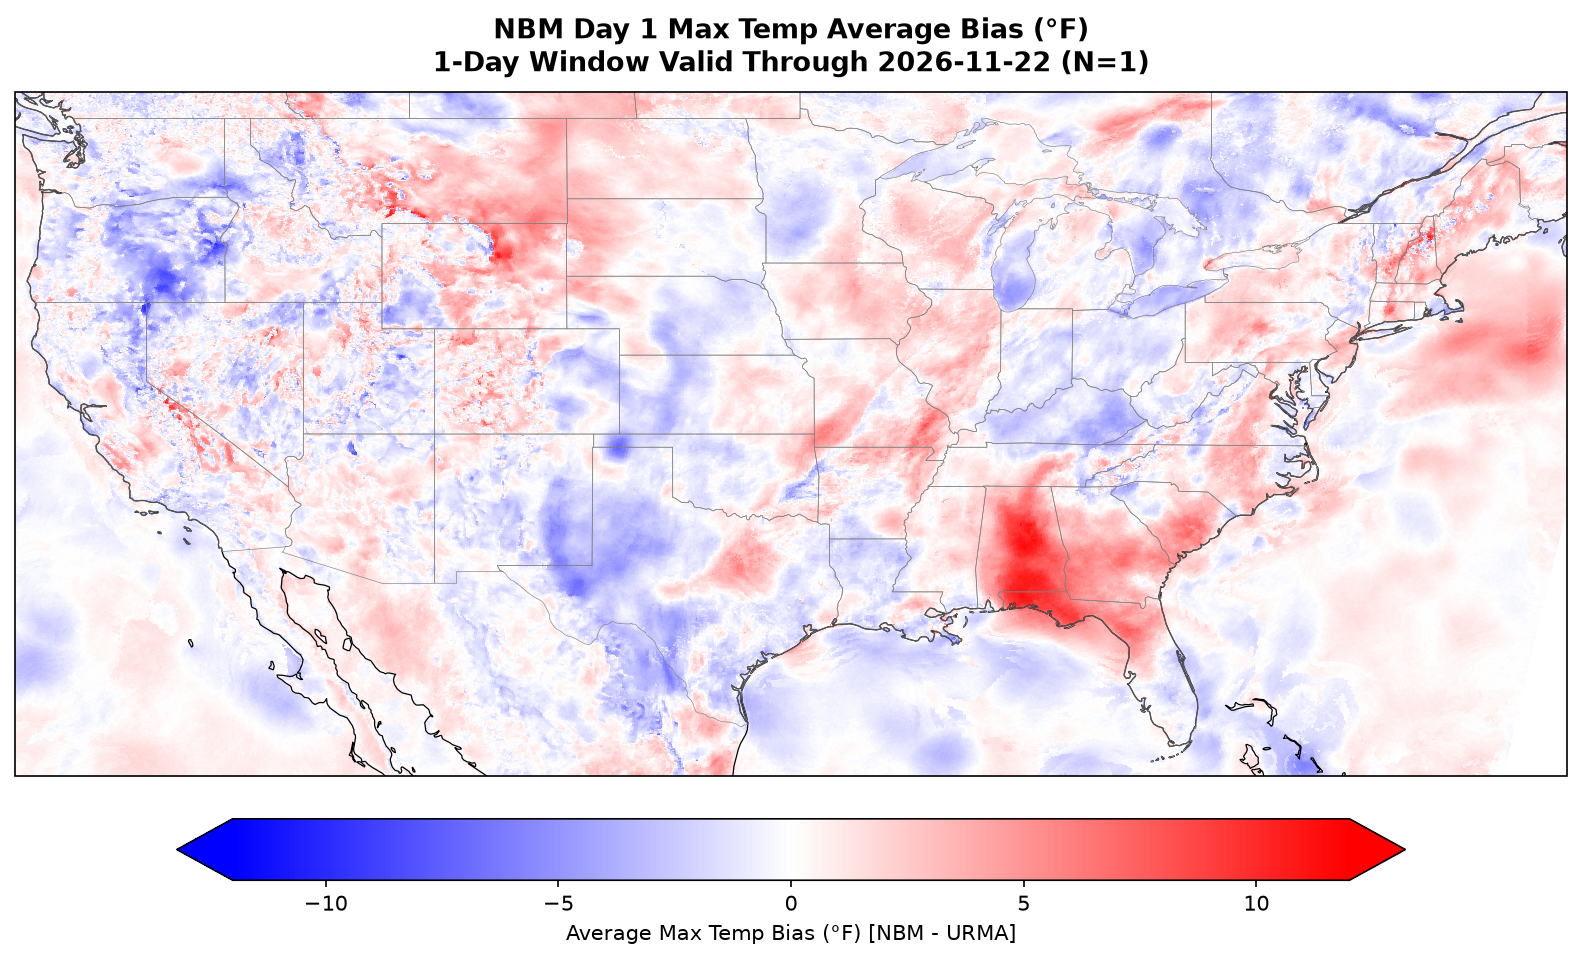 NBM Day 1 Max Temp Average Bias (°F)
1-Day Window Valid Through 2026-11-22 (N=1)
−10 −5 0 5 10
Average Max Temp Bias (°F) [NBM - URMA]